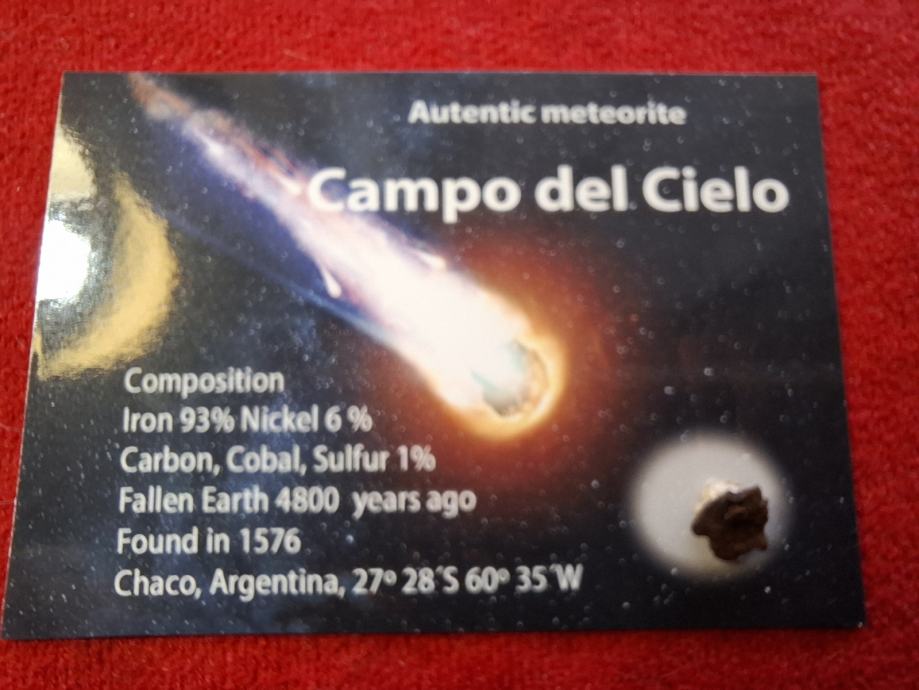 Autentic meteorite
Campo del Cielo
Composition
Iron 93% Nickel 6 %
Carbon, Cobal, Sulfur 1%
Fallen Earth 4800 years ago
Found in 1576
Chaco, Argentina, 27º 28´S 60º 35´W